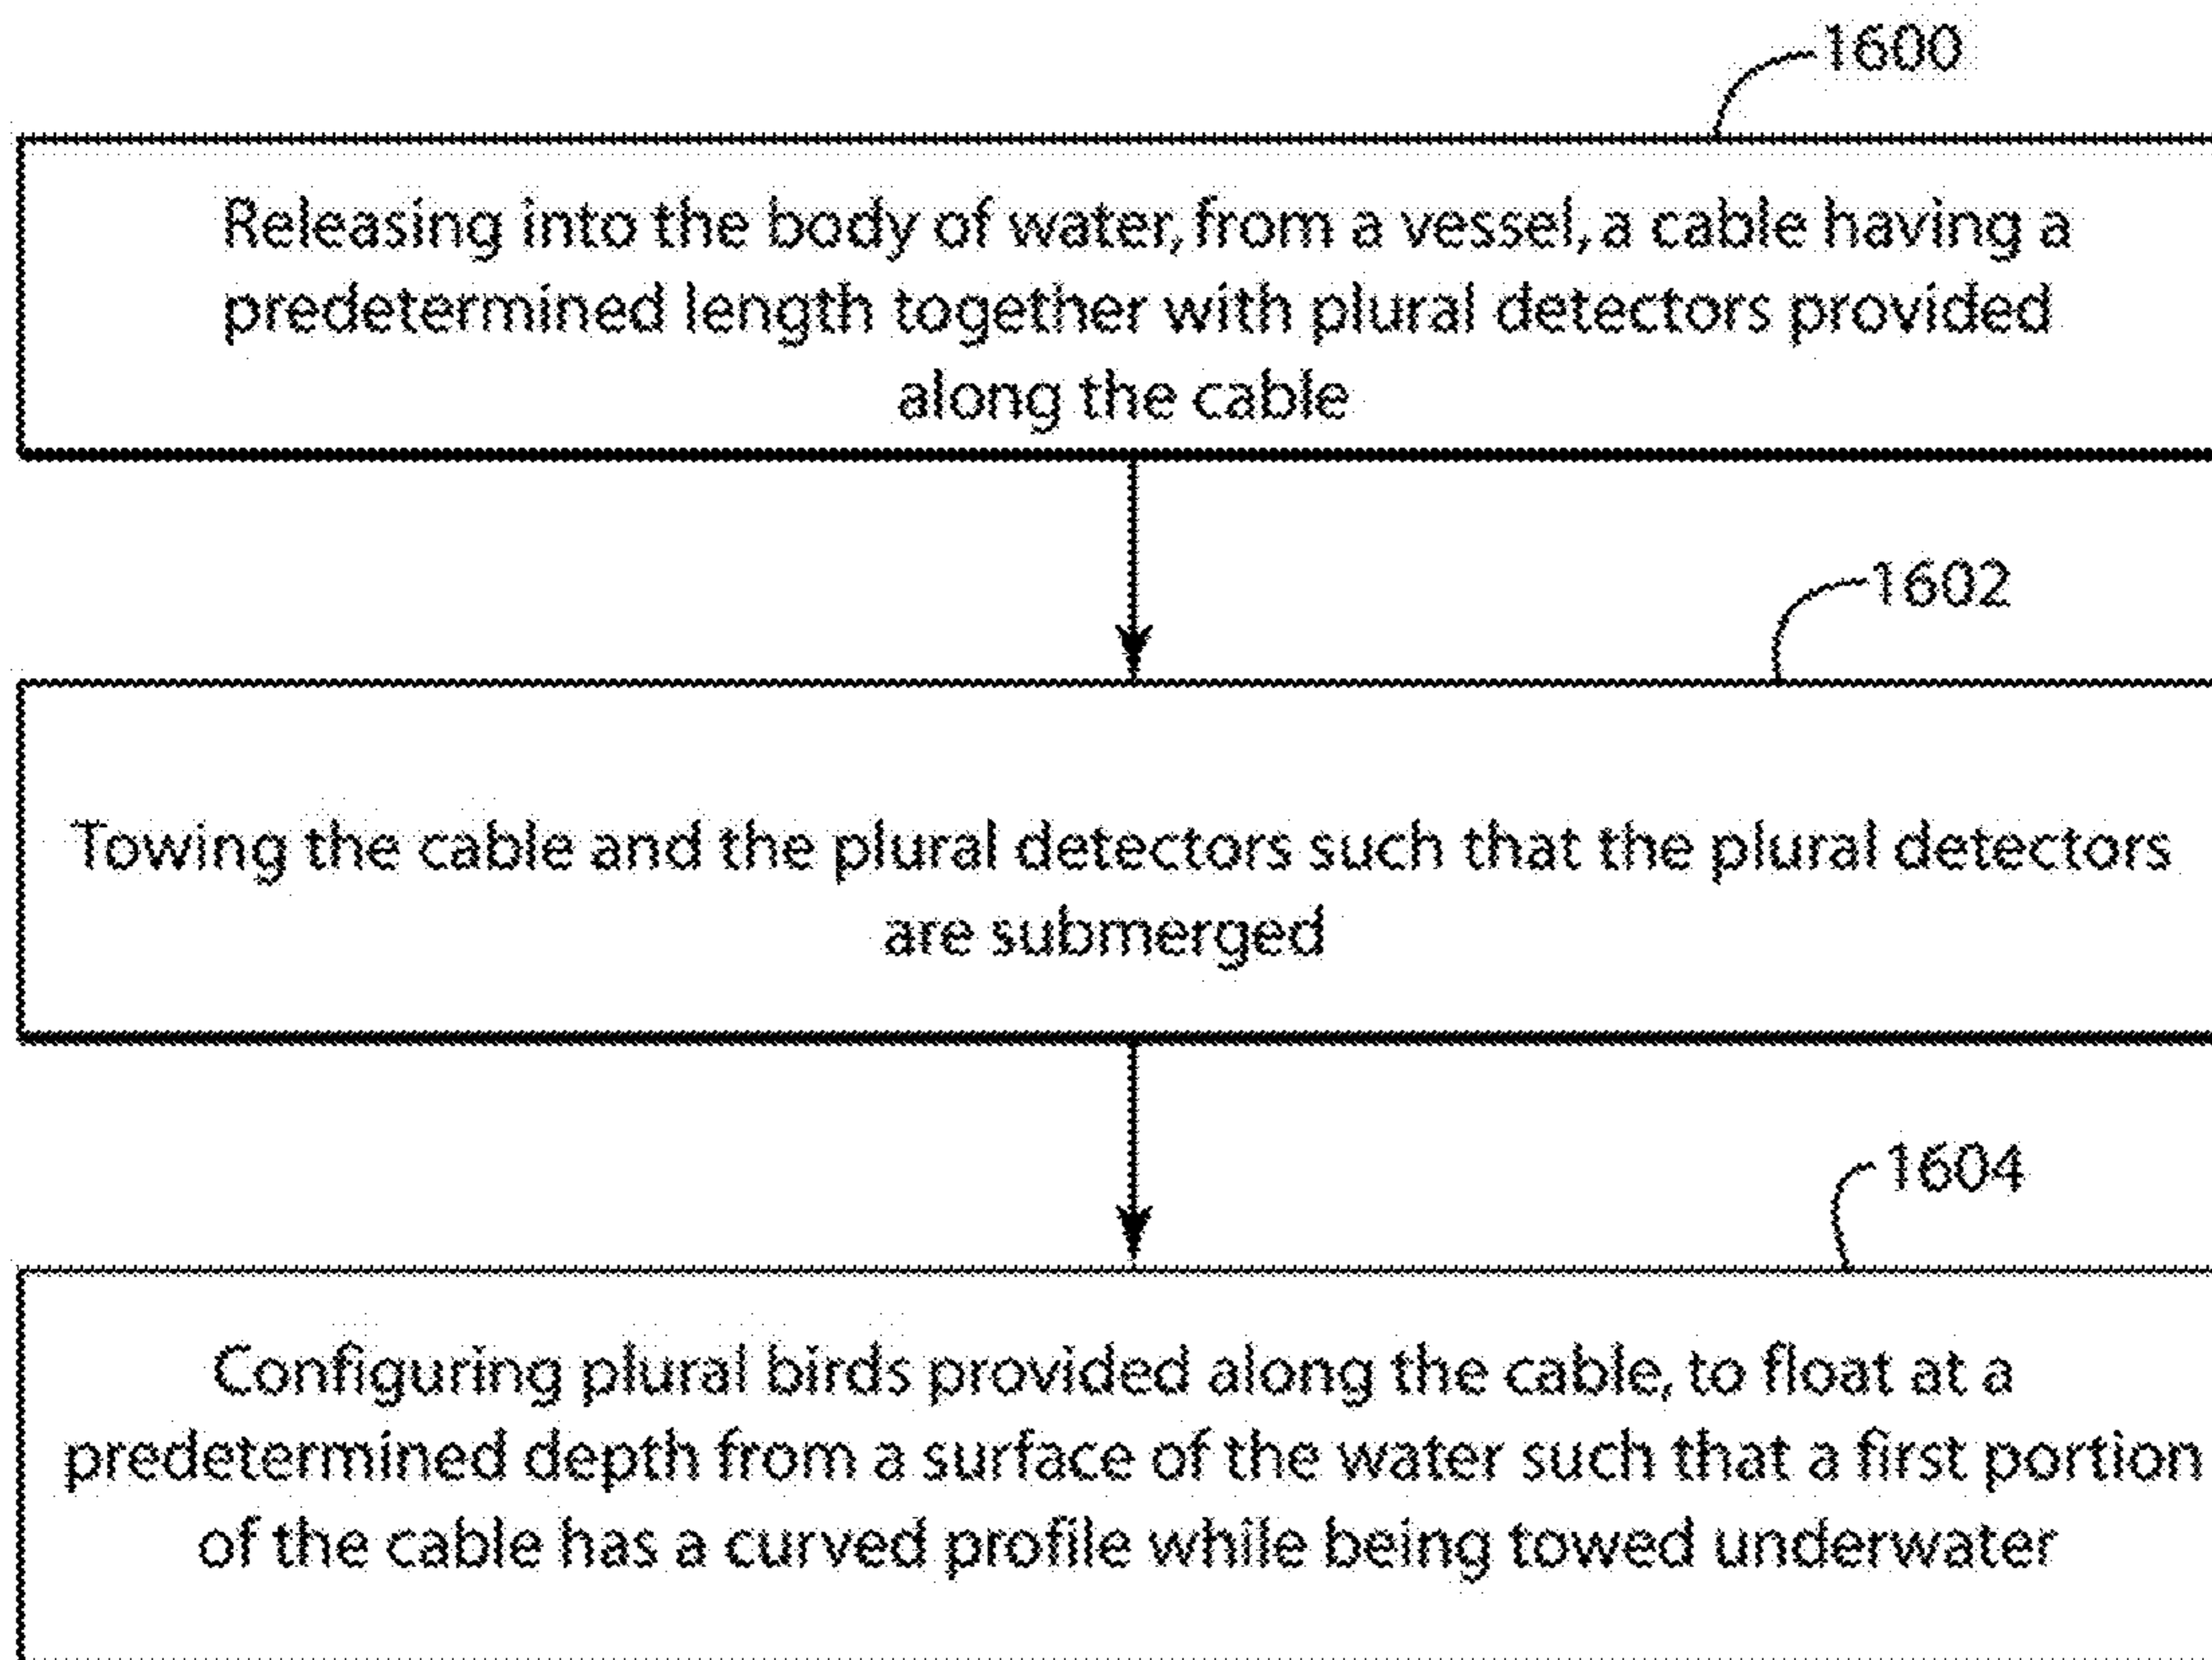 1600
Releasing into the body of water, from a vessel, a cable having a
predetermined length together with plural detectors provided
along the cable
1602
Towing the cable and the plural detectors such that the plural detectors
are submerged
1604
Configuring plural birds provided along the cable, to float at a
predetermined depth from a surface of the water such that a first portion
of the cable has a curved profile while being towed underwater